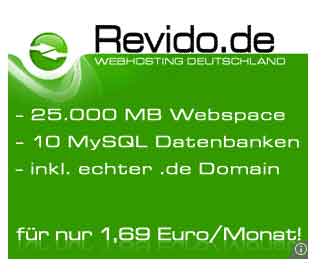 Revido.de
WEBHOSTING DEUTSCHLAND
- 25.000 MB Webspace
- 10 MySQL Datenbanken
- inkl. echter .de Domain
für nur 1,69 Euro/Monat!